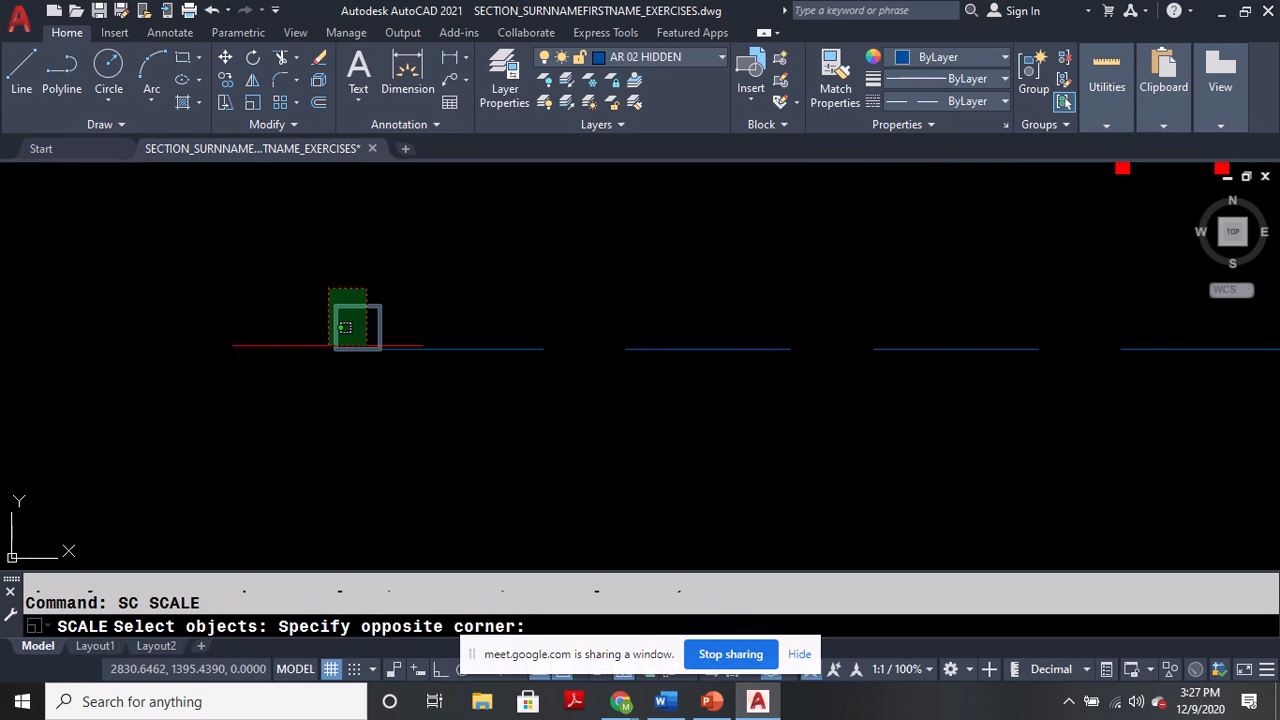 Autodesk AutoCAD 2021 SECTION_SURNNAMEFIRSTNAME_EXERCISES.dwg
Type a keyword or phrase
Sign In
Home Insert Annotate Parametric View Manage Output Add-ins Collaborate Express Tools Featured Apps
AR 02 HIDDEN
ByLayer
ByLayer
ByLayer
Line Polyline Circle Arc
Text Dimension
Layer Properties
Insert
Match Properties
Group
Utilities
Clipboard
View
Draw Modify Annotation Layers Block Properties Groups
Start
SECTION_SURNNAME...TNAME_EXERCISES*
N
W TOP E
S
WCS
Y
X
Command: SC SCALE
SCALE Select objects: Specify opposite corner:
Model Layout1 Layout2
meet.google.com is sharing a window. Stop sharing Hide
2830.6462, 1395.4390, 0.0000 MODEL
1:1 / 100%
Decimal
Search for anything
3:27 PM
12/9/2020